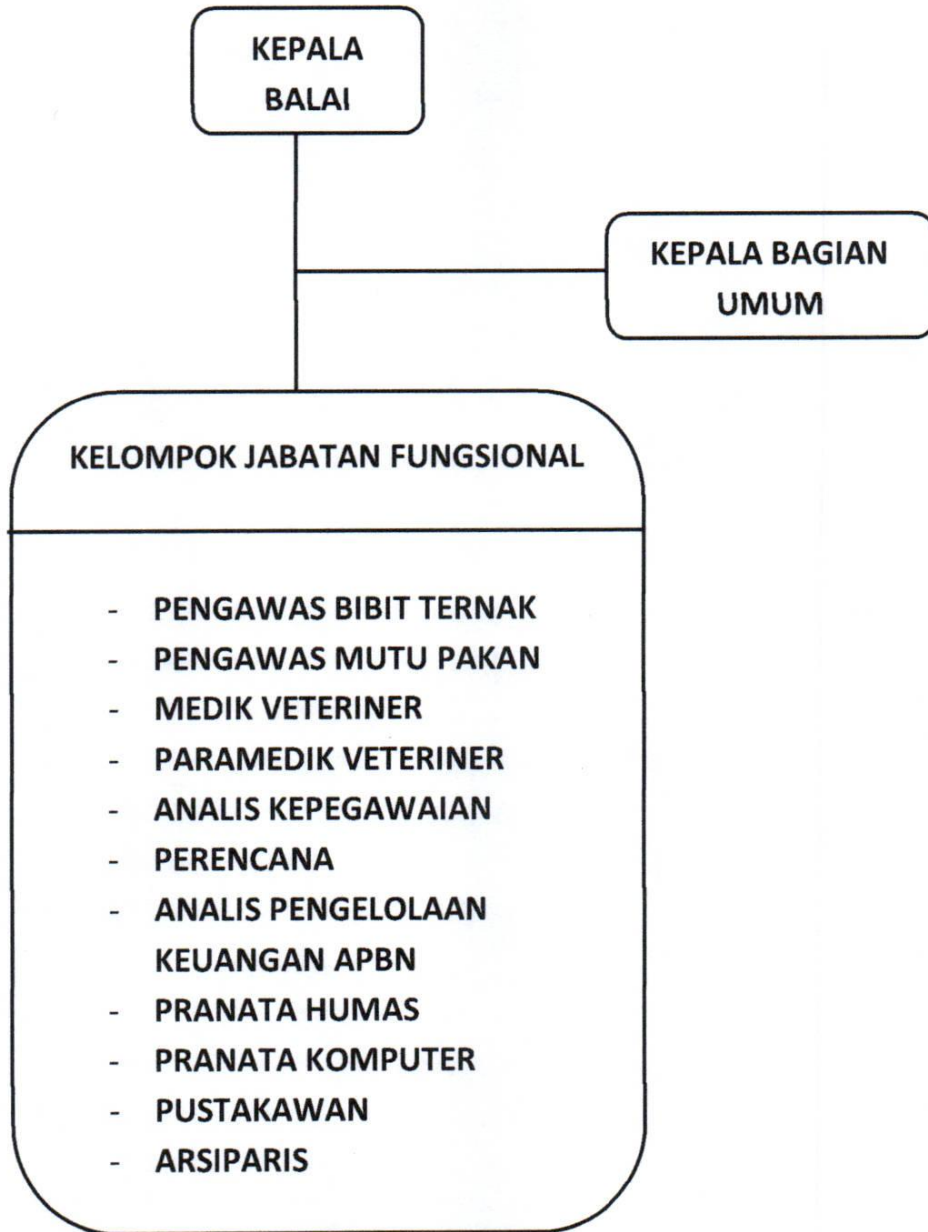 KEPALA
BALAI
KEPALA BAGIAN
UMUM
KELOMPOK JABATAN FUNGSIONAL
- PENGAWAS BIBIT TERNAK
- PENGAWAS MUTU PAKAN
- MEDIK VETERINER
- PARAMEDIK VETERINER
- ANALIS KEPEGAWAIAN
- PERENCANA
- ANALIS PENGELOLAAN
KEUANGAN APBN
- PRANATA HUMAS
- PRANATA KOMPUTER
- PUSTAKAWAN
- ARSIPARIS